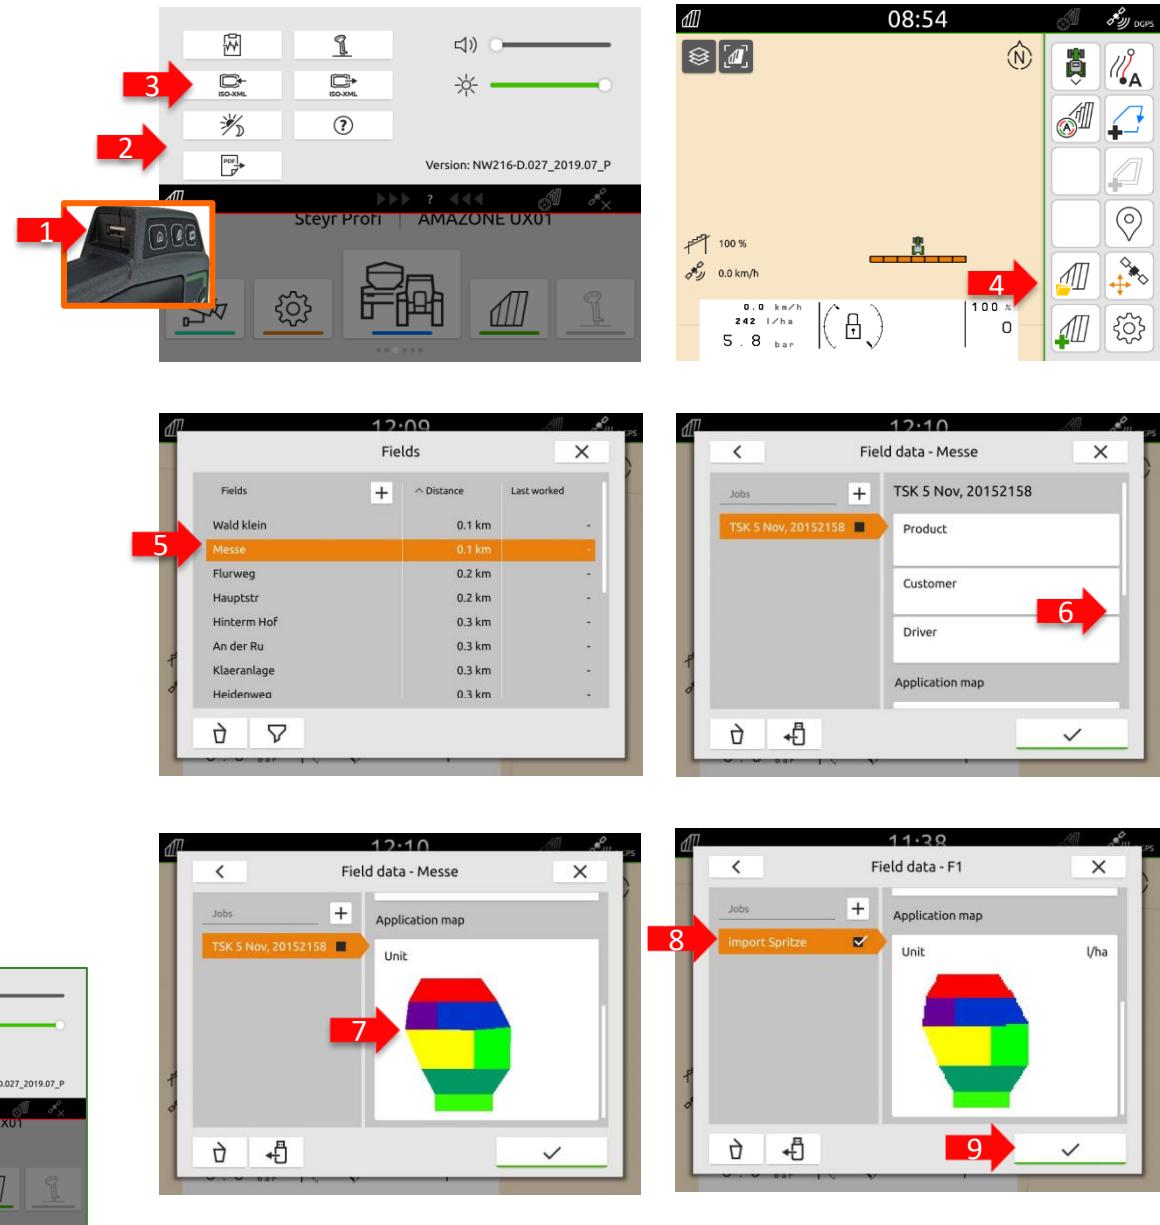 ISO-XML
ISO-XML
?
PDF
Version: NW216-D.027_2019.07_P
3
2
1
?
Steyr Profi AMAZONE UX01
08:54
DGPS
N
A
A
100 %
0.0 km/h
4
0.0 km/h
242 l/ha
5.8 bar
100 %
0
12:09
Fields
Fields Distance Last worked
Wald klein 0.1 km -
Messe 0.1 km -
Flurweg 0.2 km -
Hauptstr 0.2 km -
Hinterm Hof 0.3 km -
An der Ru 0.3 km -
Klaeranlage 0.3 km -
Heidenweg 0.3 km -
5
12:10
Field data - Messe
Jobs
TSK 5 Nov, 20152158
TSK 5 Nov, 20152158
Product
Customer
Driver
Application map
6
12:10
Field data - Messe
Jobs
TSK 5 Nov, 20152158
Application map
Unit
7
11:38
Field data - F1
Jobs
import Spritze
Application map
Unit l/ha
8
9
.027_2019.07_P
X01